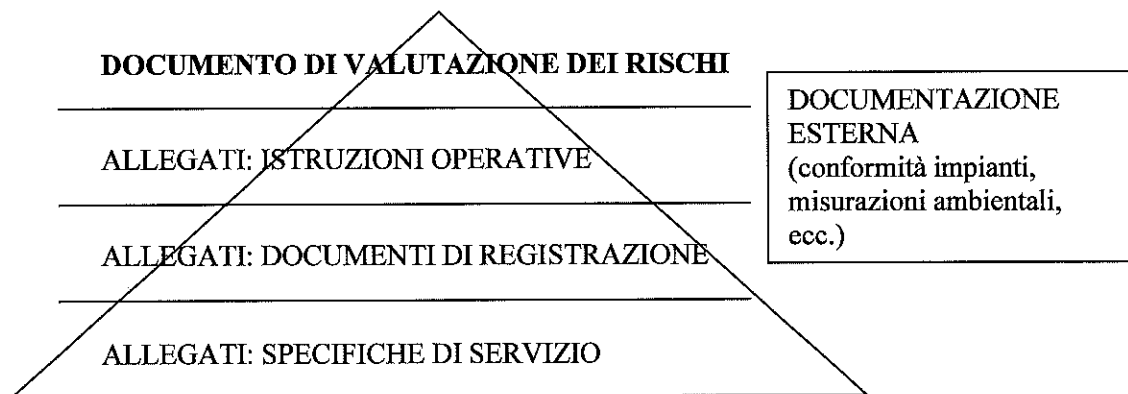 DOCUMENTO DI VALUTAZIONE DEI RISCHI
ALLEGATI: ISTRUZIONI OPERATIVE
ALLEGATI: DOCUMENTI DI REGISTRAZIONE
ALLEGATI: SPECIFICHE DI SERVIZIO
DOCUMENTAZIONE
ESTERNA
(conformità impianti,
misurazioni ambientali,
ecc.)